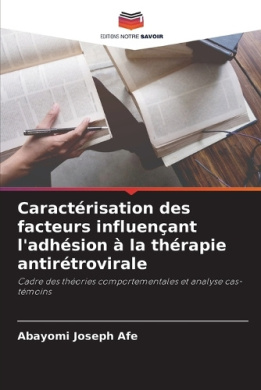 EDITIONS NOTRE SAVOIR
Caractérisation des
facteurs influençant
l'adhésion à la thérapie
antirétrovirale
Cadre des théories comportementales et analyse cas-
témoins
Abayomi Joseph Afe